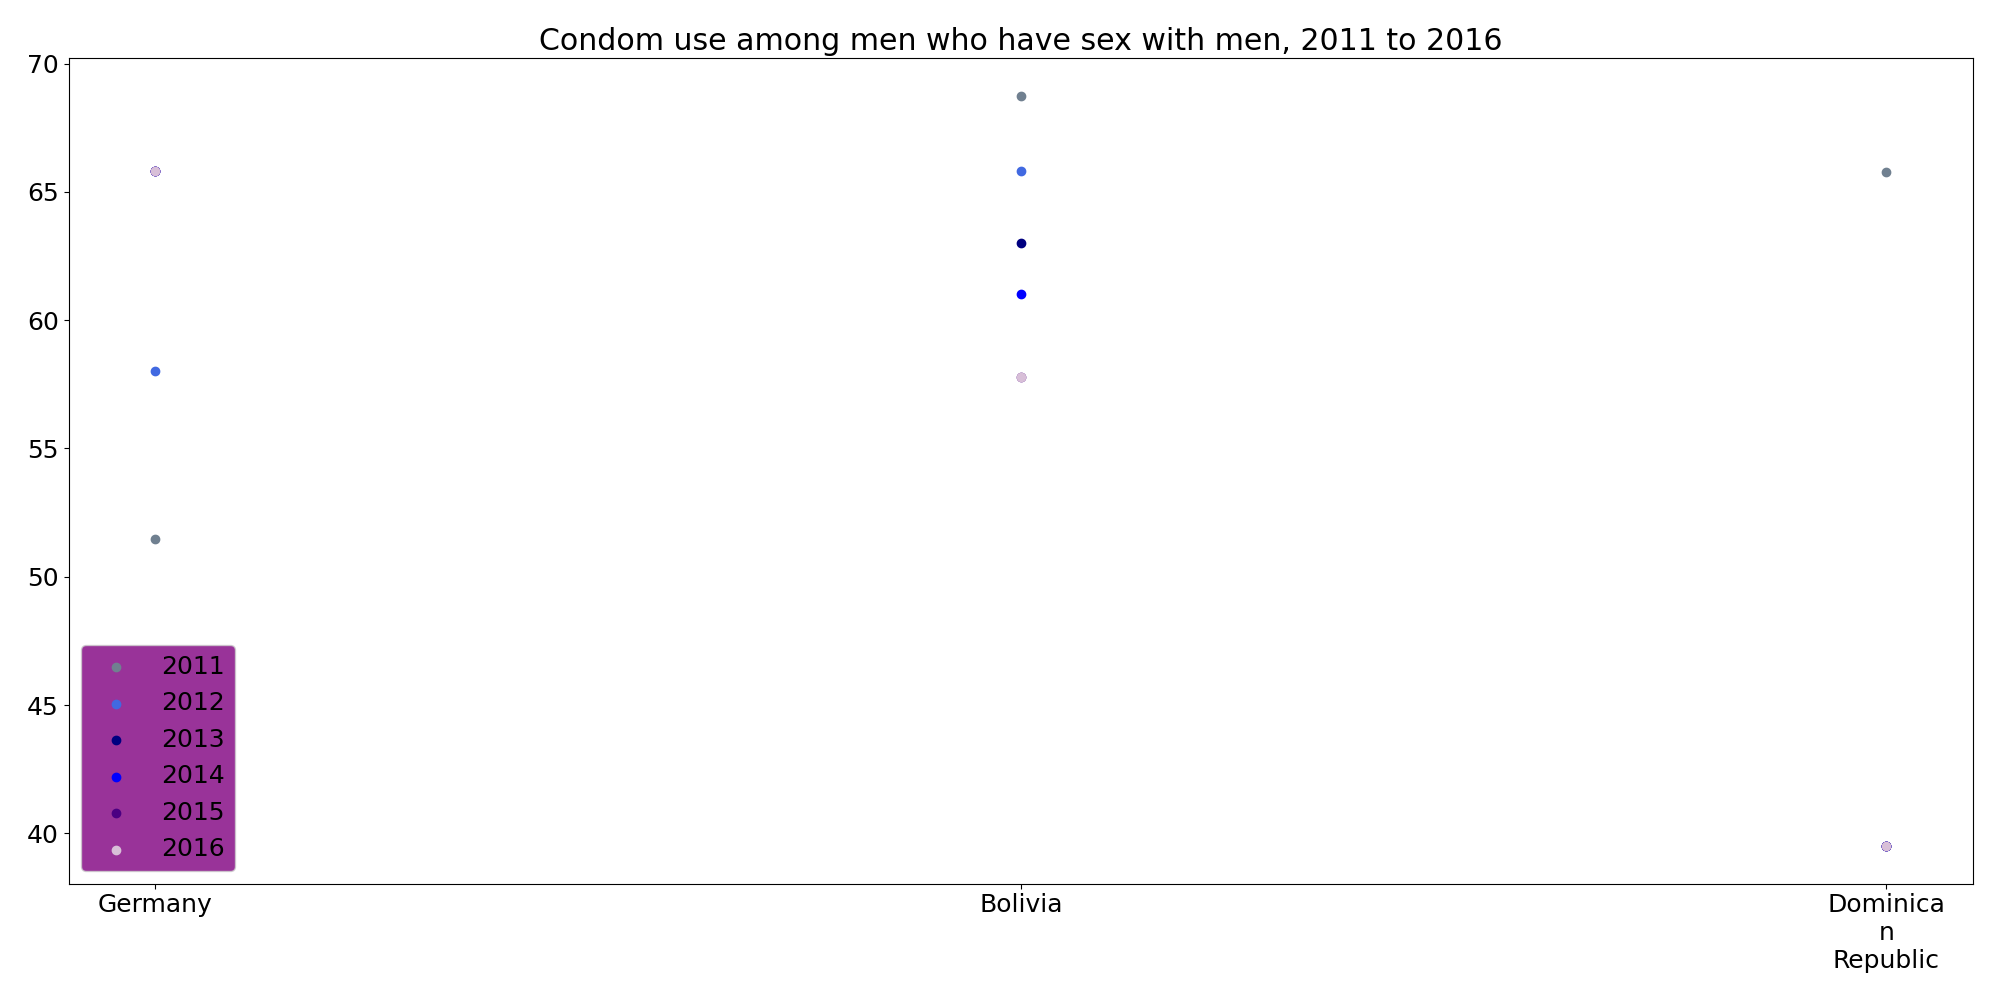 Condom use among men who have sex with men, 2011 to 2016
70
65
60
55
50
45
40
2011
2012
2013
2014
2015
2016
Germany
Bolivia
Dominica
n
Republic